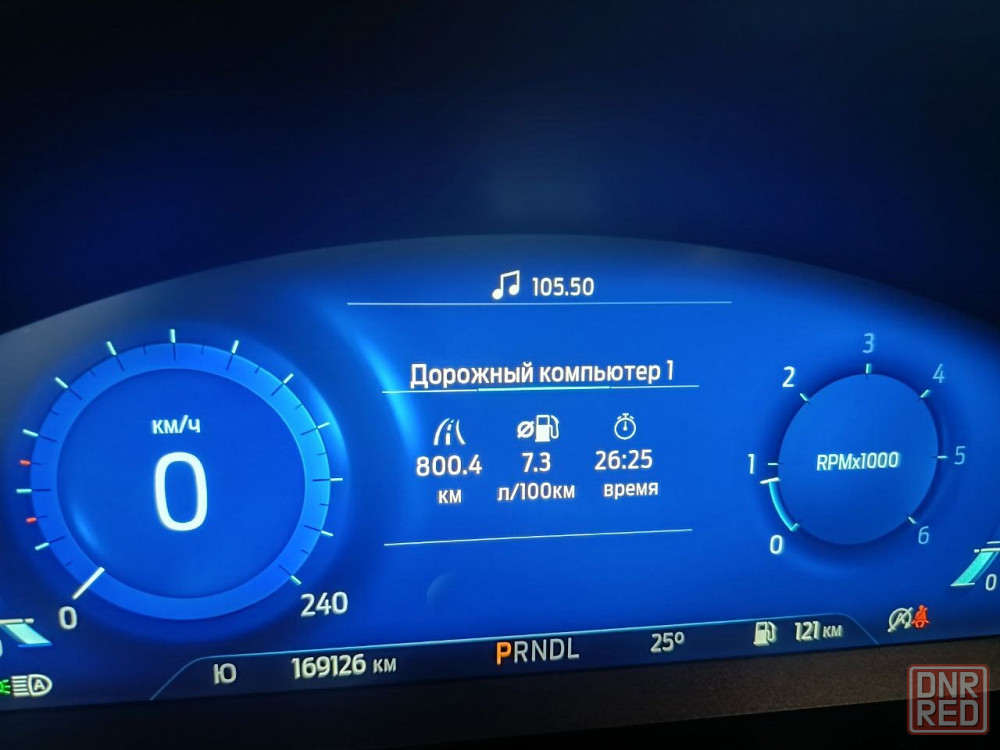 105.50
Дорожный компьютер 1
800.4 7.3 26:25
км л/100км время
км/ч
0
0 240
0 1 2 3 4 5 6
RPMx1000
0
A
Ю 169126 км PRNDL 25° 121 км
A
DNR
RED